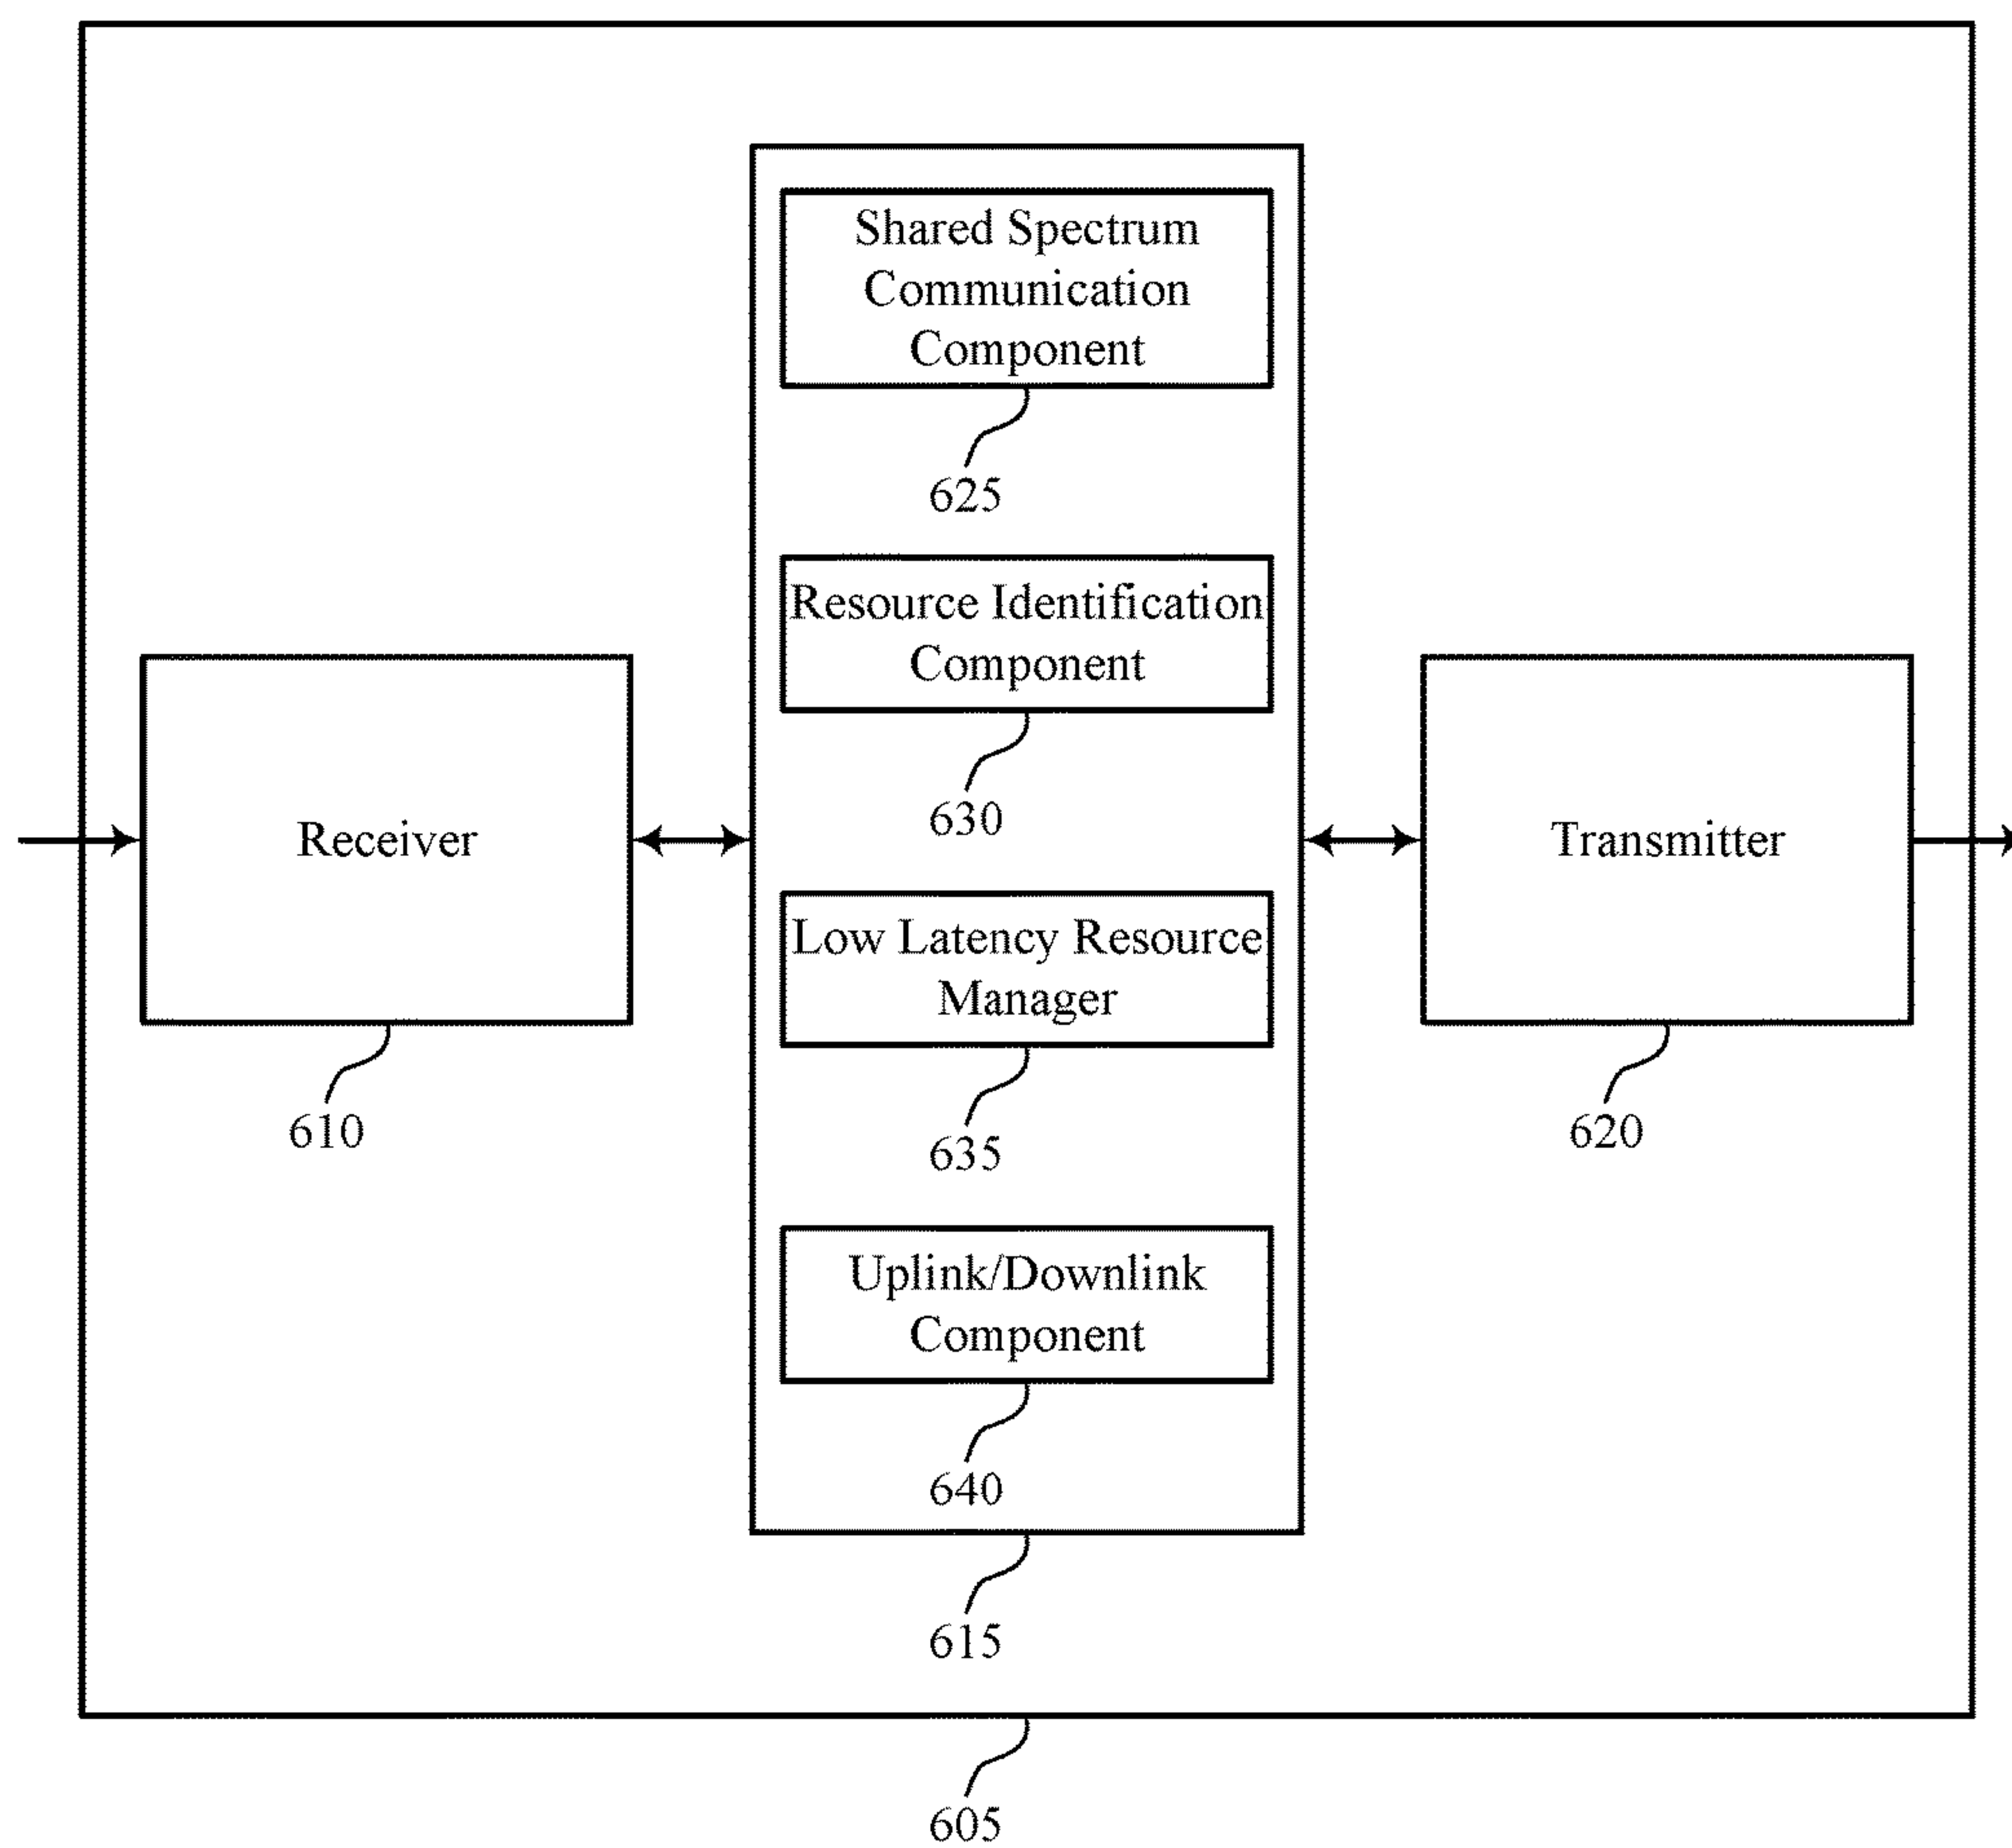 Shared Spectrum
Communication
Component
625
Resource Identification
Component
630
Receiver
610
Low Latency Resource
Manager
635
Transmitter
620
Uplink/Downlink
Component
640
615
605